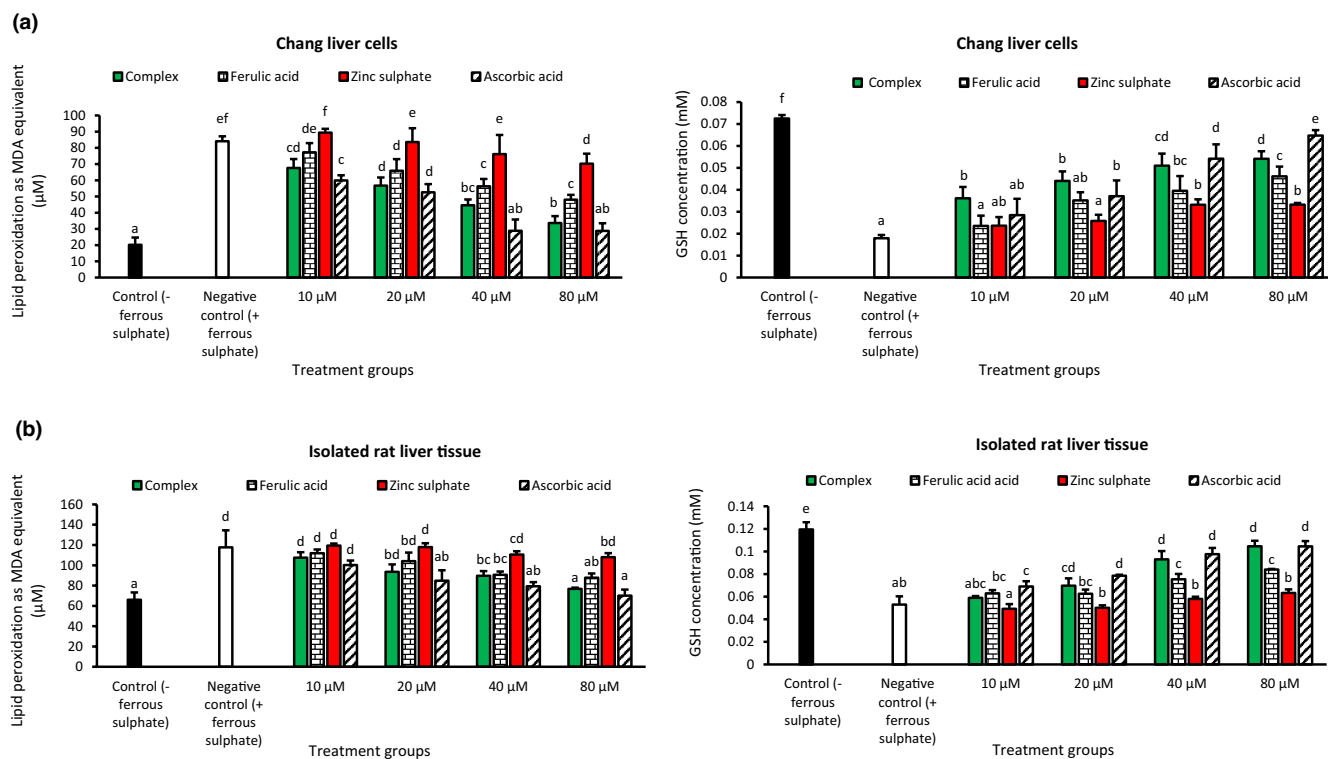 (a)
Chang liver cells
Complex Ferulic acid Zinc sulphate Ascorbic acid
Lipid peroxidation as MDA equivalent
(µM)
100
90
80
70
60
50
40
30
20
10
0
a ef cd de f c d d e d bc c e ab b c d ab
Control (-
ferrous
sulphate)
Negative
control (+
ferrous
sulphate)
10 µM 20 µM 40 µM 80 µM
Treatment groups
Chang liver cells
Complex Ferulic acid Zinc sulphate Ascorbic acid
GSH concentration (mM)
0.08
0.07
0.06
0.05
0.04
0.03
0.02
0.01
0
f a b a ab ab b ab a b cd bc b d d c b e
Control (-
ferrous
sulphate)
Negative
control (+
ferrous
sulphate)
10 µM 20 µM 40 µM 80 µM
Treatment groups
(b)
Isolated rat liver tissue
Complex Ferulic acid Zinc sulphate Ascorbic acid
Lipid peroxidation as MDA equivalent
(µM)
160
140
120
100
80
60
40
20
0
a d d d d d bd bd d ab bc bc cd ab a ab bd a
Control (-
ferrous
sulphate)
Negative
control (+
ferrous
sulphate)
10 µM 20 µM 40 µM 80 µM
Treatment groups
Isolated rat liver tissue
Complex Ferulic acid acid Zinc sulphate Ascorbic acid
GSH concentration (mM)
0.14
0.12
0.1
0.08
0.06
0.04
0.02
0
e ab abc bc a c cd bc b d d c b d d c b d
Control (-
ferrous
sulphate)
Negative
control (+
ferrous
sulphate)
10 µM 20 µM 40 µM 80 µM
Treatment groups